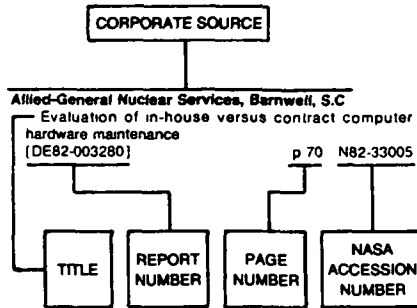 CORPORATE SOURCE
Allied-General Nuclear Services, Barnwell, S.C
Evaluation of in-house versus contract computer
hardware maintenance
[DE82-003280] p 70 N82-33005
TITLE
REPORT
NUMBER
PAGE
NUMBER
NASA
ACCESSION
NUMBER